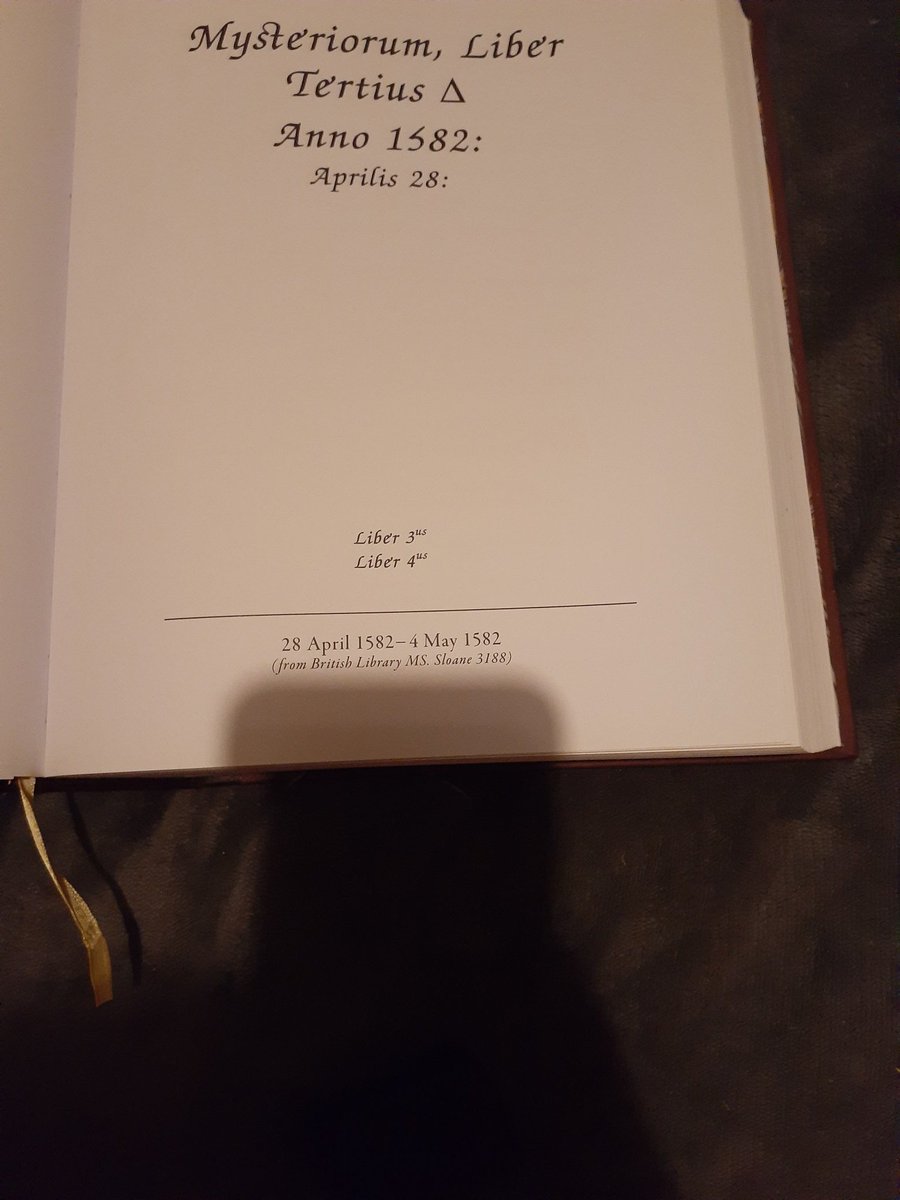 Mysteriorum, Liber
Tertius Δ
Anno 1582:
Aprilis 28:
Liber 3us
Liber 4us
28 April 1582–4 May 1582
(from British Library MS. Sloane 3188)